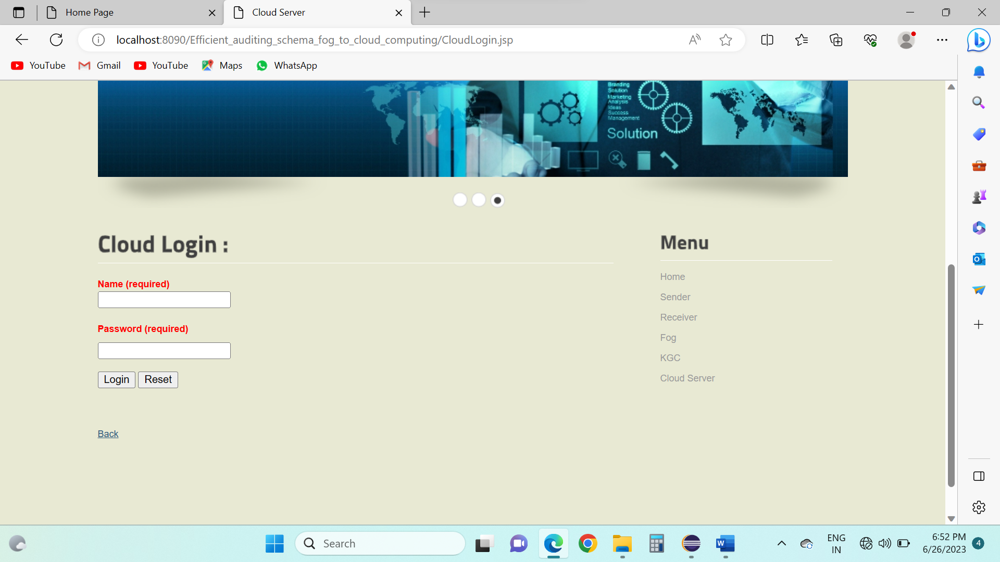 Home Page
Cloud Server
localhost:8090/Efficient_auditing_schema_fog_to_cloud_computing/CloudLogin.jsp
YouTube
Gmail
YouTube
Maps
WhatsApp
Branding
Solution
Marketing
Analysis
Ideas
Success
Management
Solution
Cloud Login :
Name (required)
Password (required)
Login
Reset
Back
Menu
Home
Sender
Receiver
Fog
KGC
Cloud Server
Search
ENG
IN
6:52 PM
6/26/2023
4